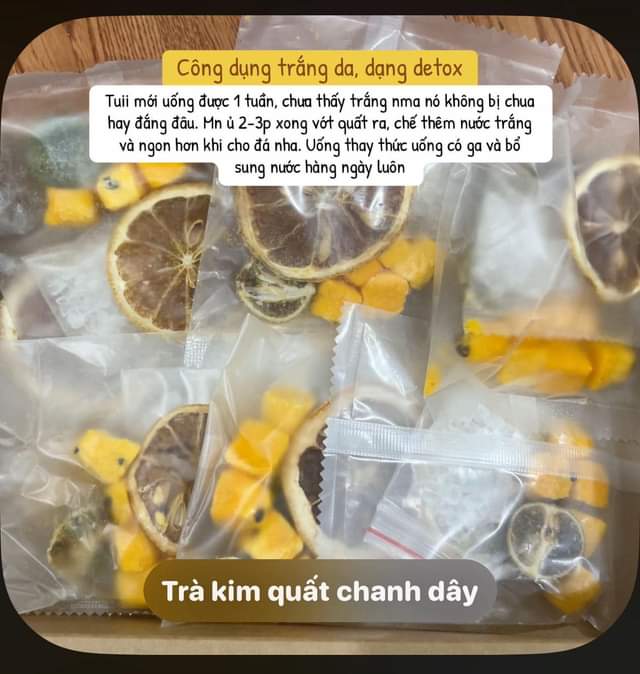 Công dụng trắng da, dạng detox
Tuii mới uống được 1 tuần, chưa thấy trắng nma nó không bị chua
hay đắng đâu. Mn ủ 2-3p xong vớt quất ra, chế thêm nước trắng
và ngon hơn khi cho đá nha. Uống thay thức uống có ga và bổ
sung nước hàng ngày luôn
Trà kim quất chanh dây